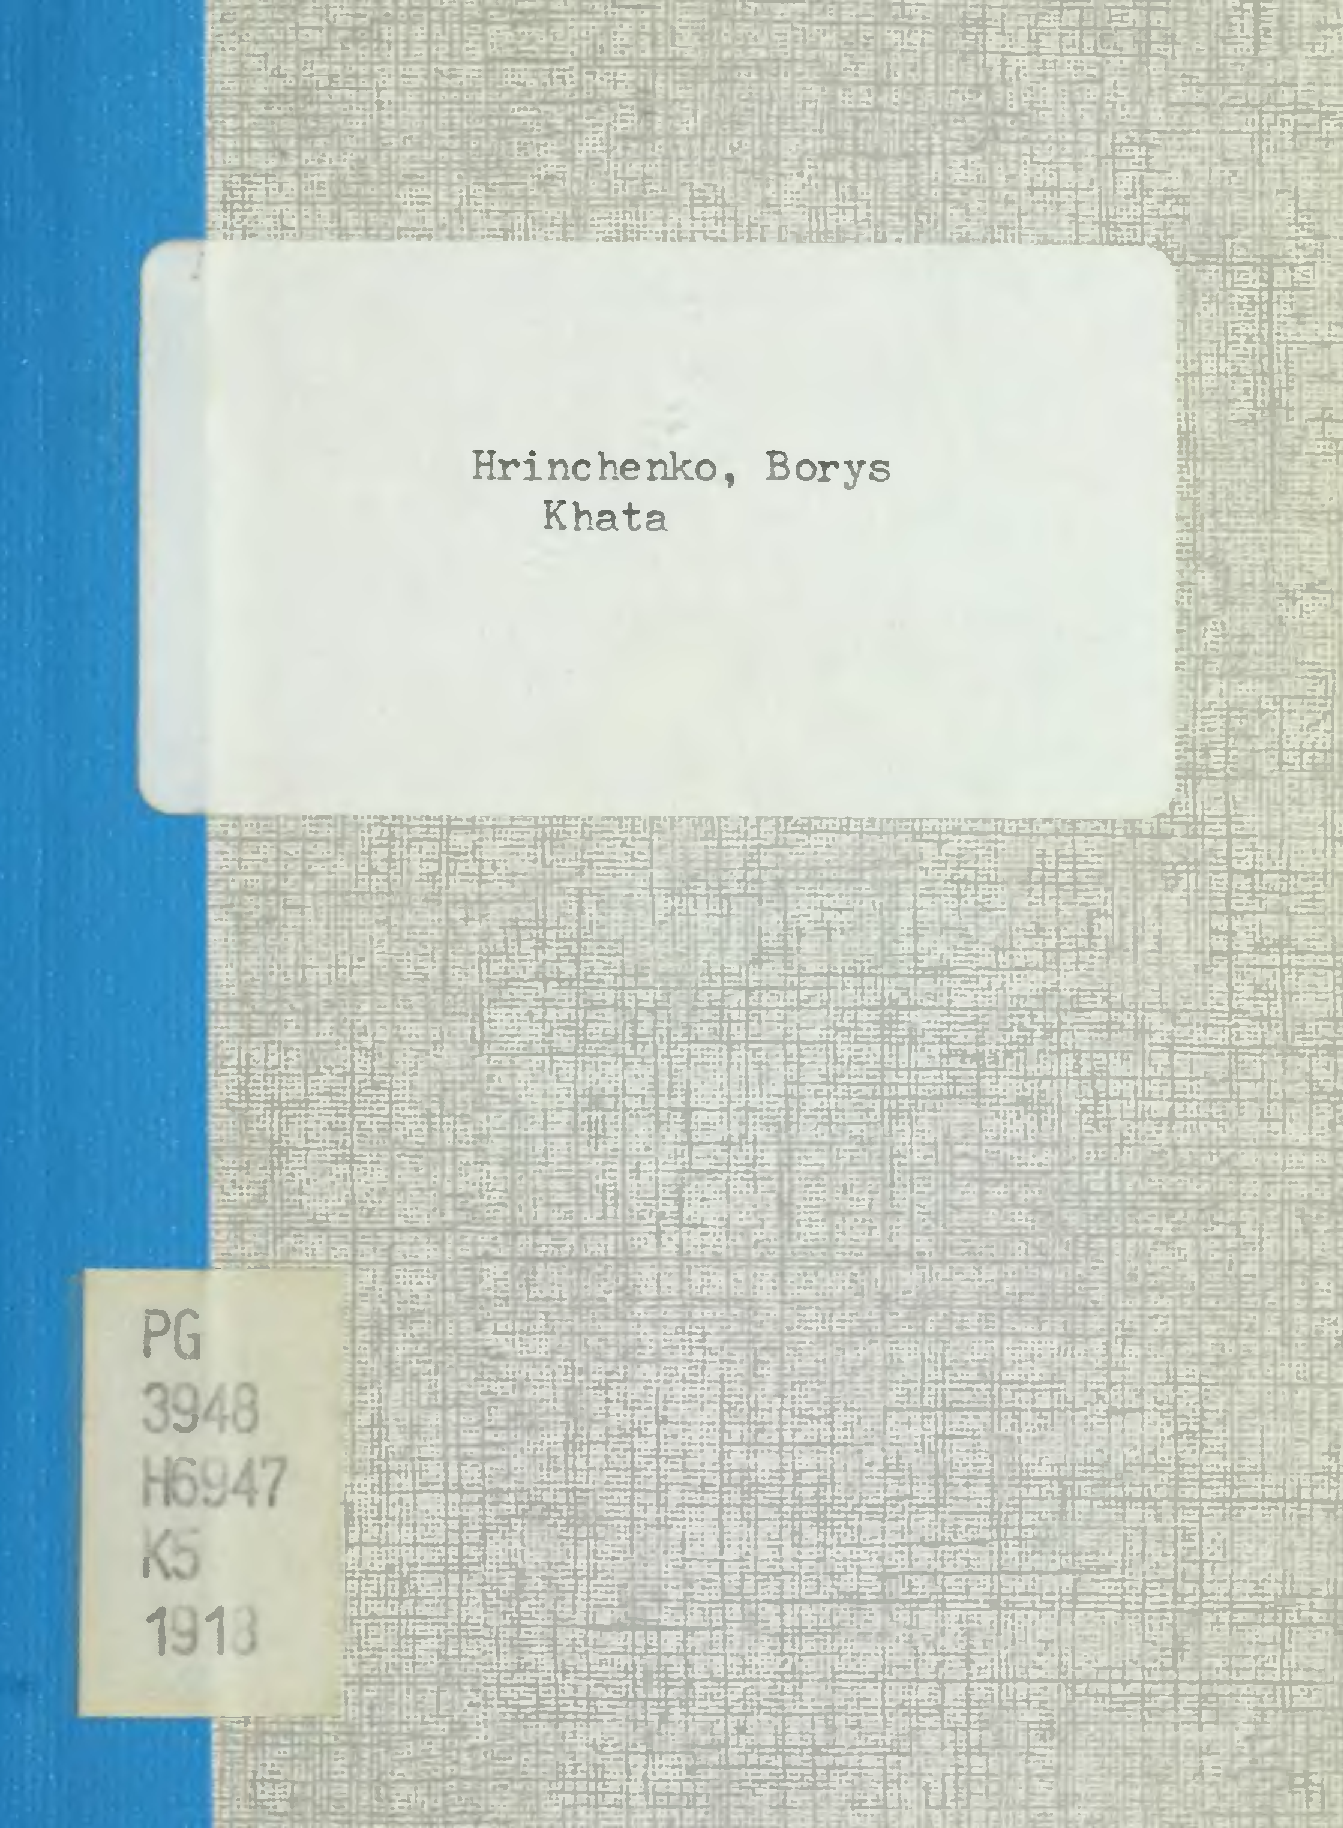 Hrinchenko, Borys
Khata
PG
3948
H6947
K5
1918